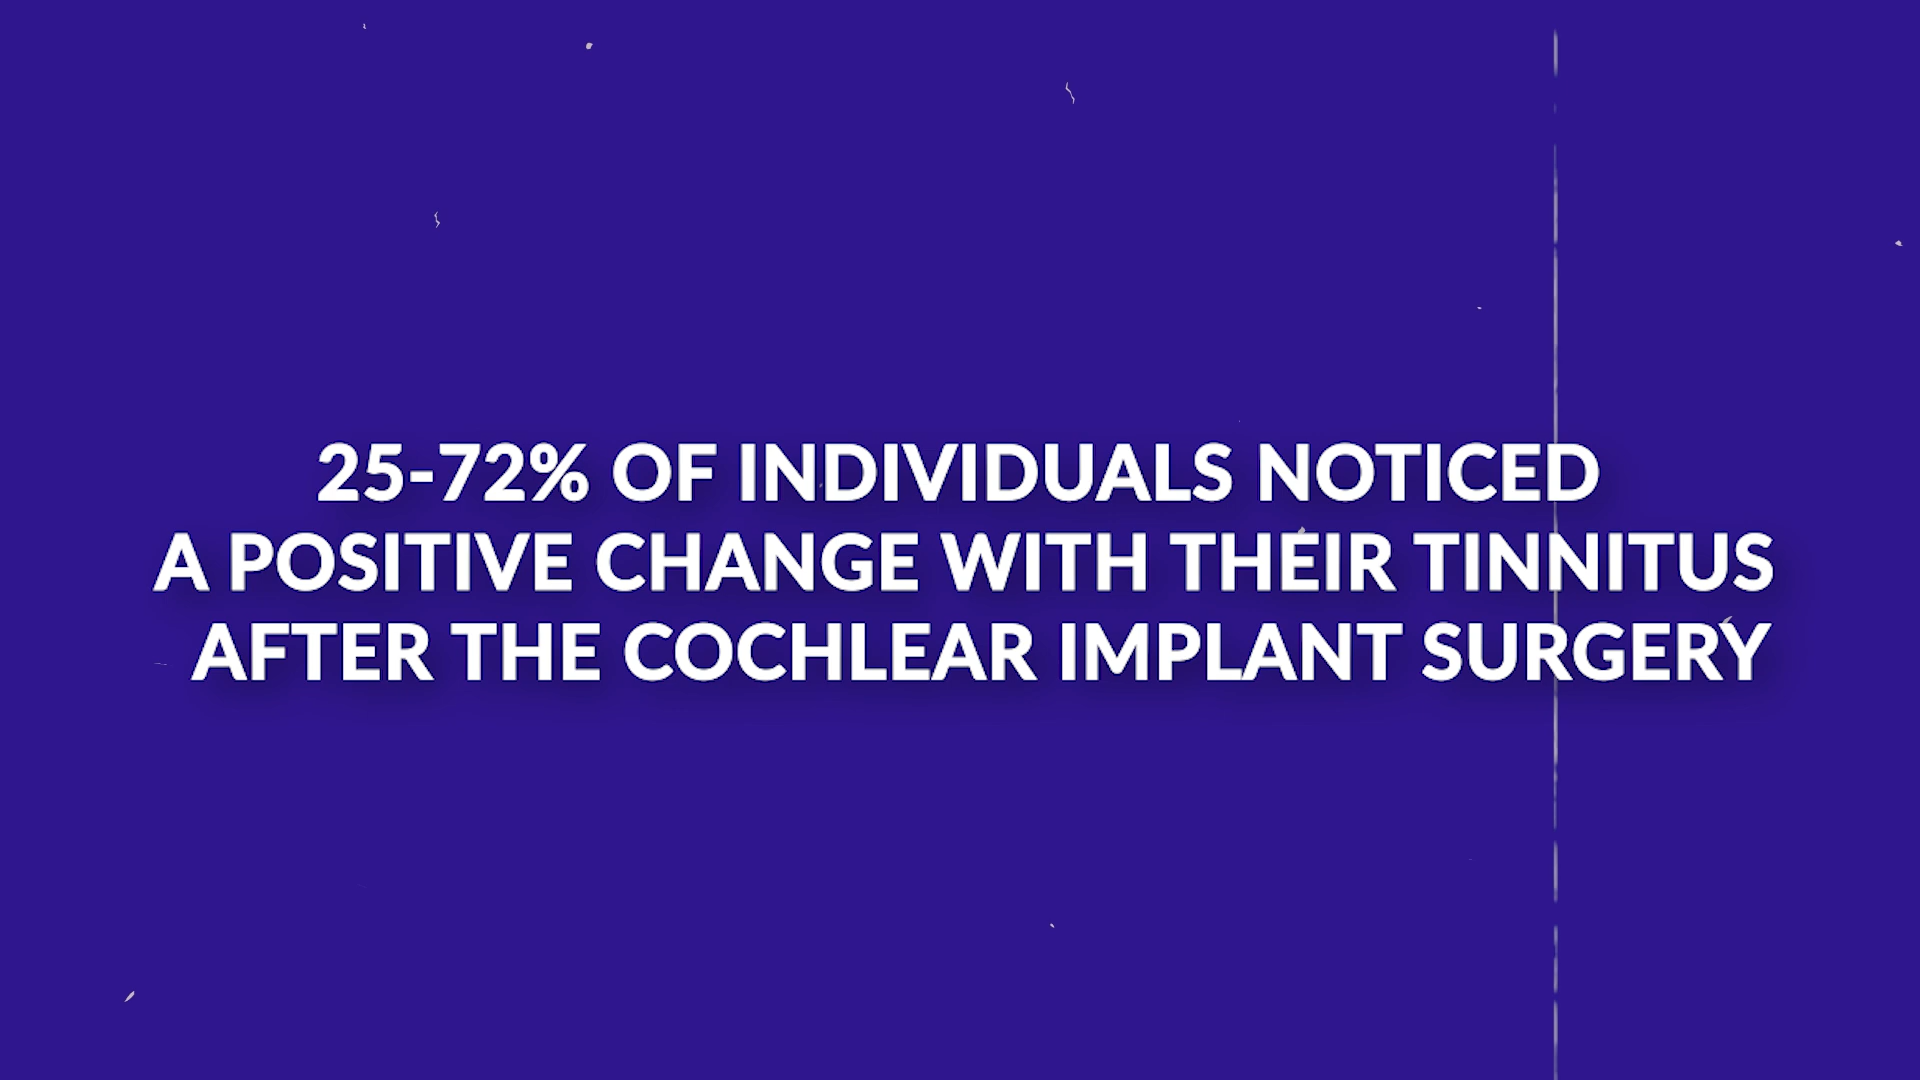 25-72% OF INDIVIDUALS NOTICED
A POSITIVE CHANGE WITH THEIR TINNITUS
AFTER THE COCHLEAR IMPLANT SURGERY